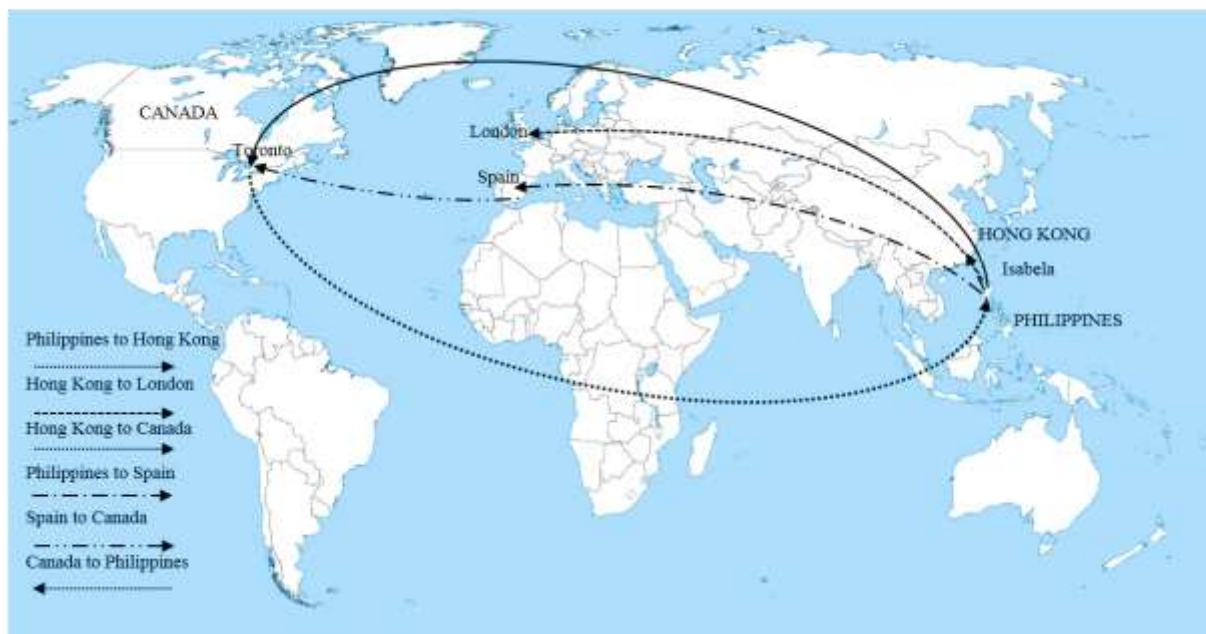 CANADA
Toronto
London
Spain
HONG KONG
Isabela
PHILIPPINES
Philippines to Hong Kong
Hong Kong to London
Hong Kong to Canada
Philippines to Spain
Spain to Canada
Canada to Philippines